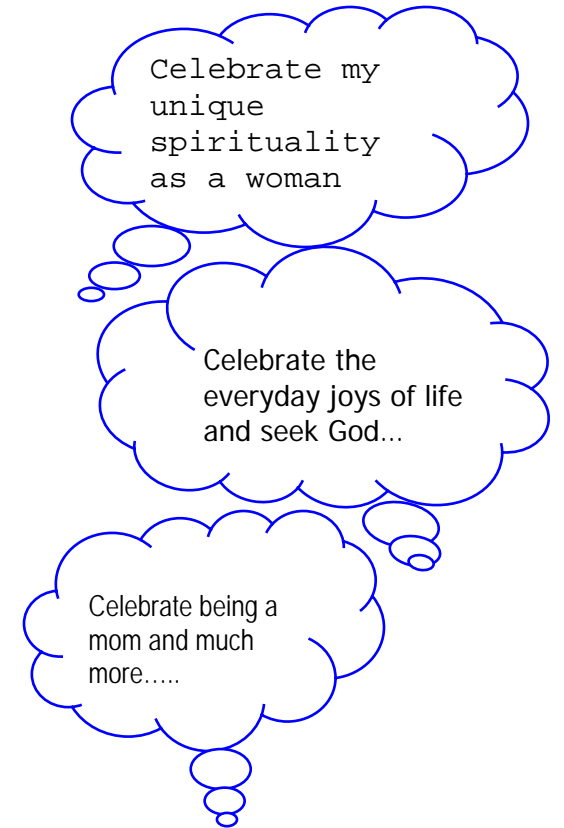 Celebrate my
unique
spirituality
as a woman
Celebrate the
everyday joys of life
and seek God...
Celebrate being a
mom and much
more.....